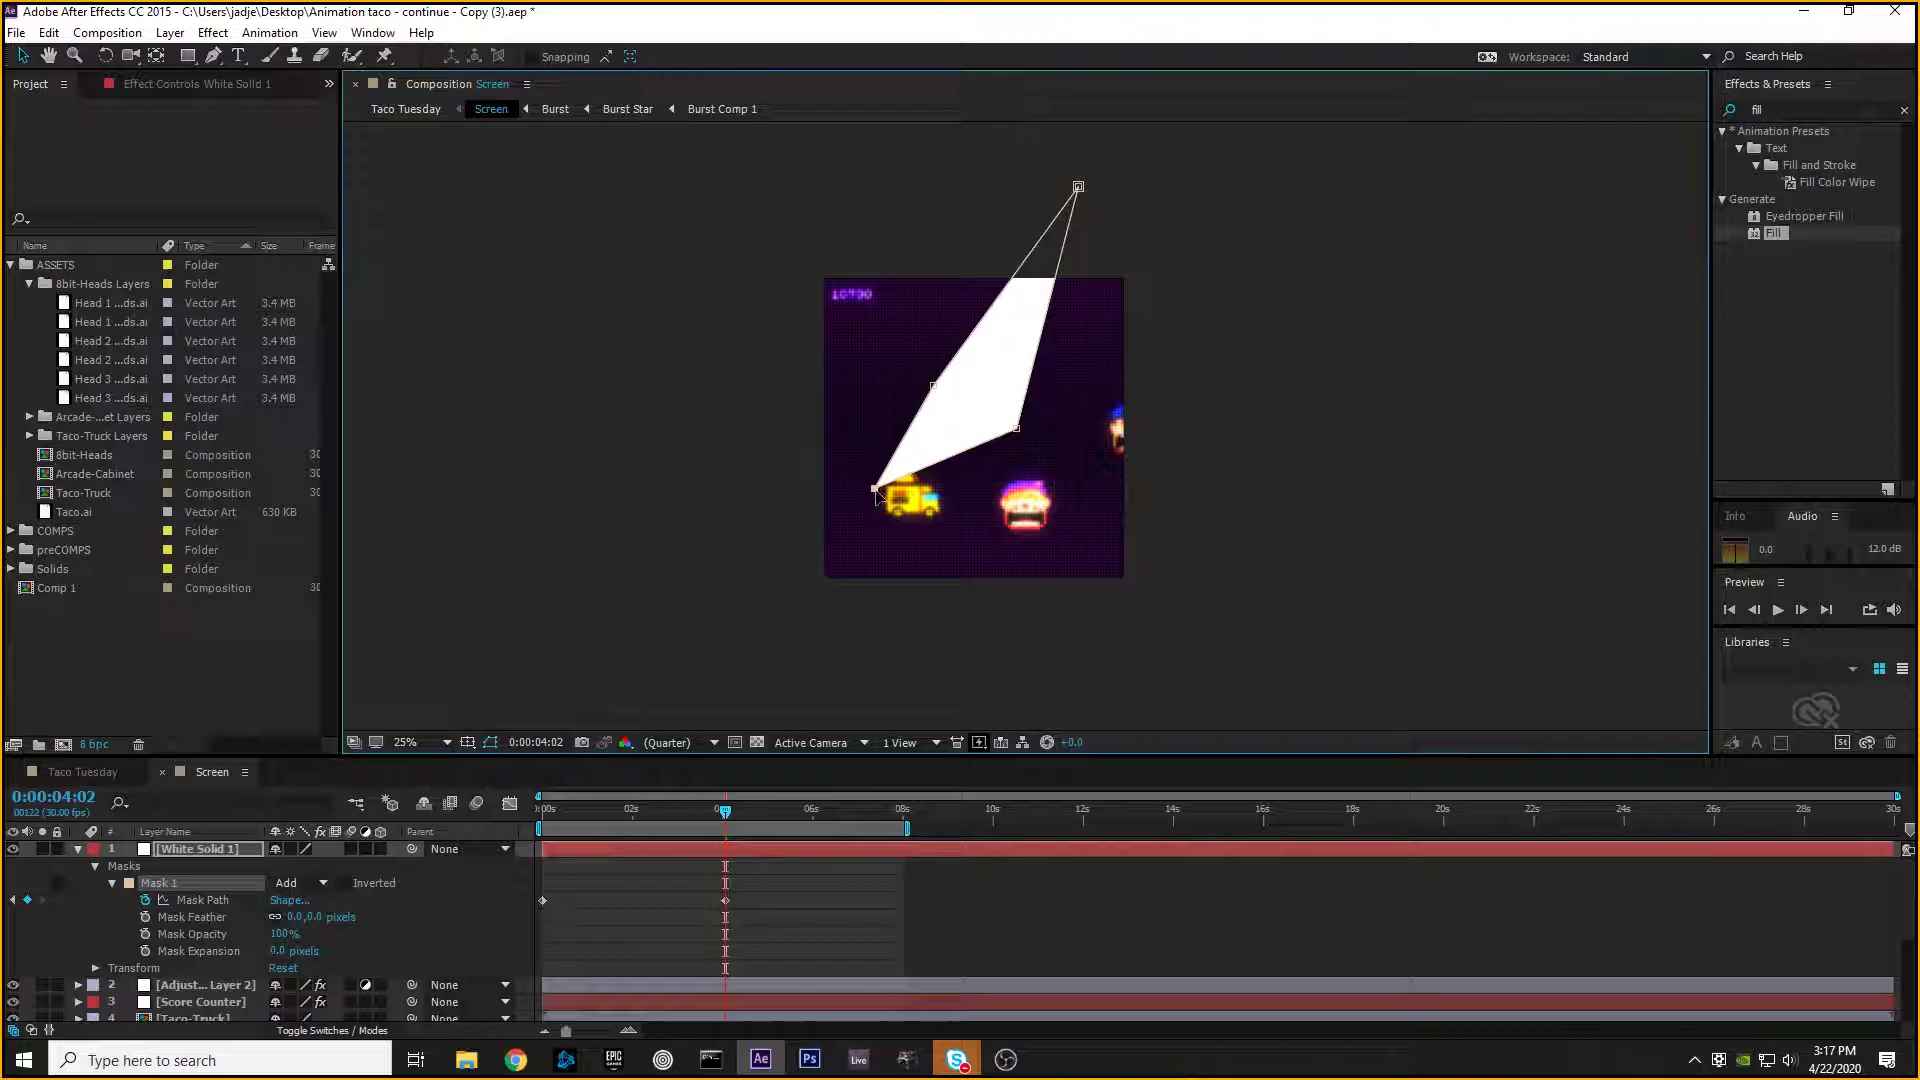 Adobe After Effects CC 2015 - C:\Users\jadje\Desktop\Animation taco - continue - Copy (3).aep *
File Edit Composition Layer Effect Animation View Window Help
Snapping
Workspace: Standard
Search Help
Project
Effect Controls White Solid 1
Composition Screen
Effects & Presets
Taco Tuesday Screen Burst Burst Star Burst Comp 1
fill
* Animation Presets
Text
Fill and Stroke
Fill Color Wipe
Generate
Eyedropper Fill
Fill
Name Type Size Frame
ASSETS Folder
8bit-Heads Layers Folder
Head 1 ...ds.ai Vector Art 3.4 MB
Head 1 ...ds.ai Vector Art 3.4 MB
Head 2 ...ds.ai Vector Art 3.4 MB
Head 2 ...ds.ai Vector Art 3.4 MB
Head 3 ...ds.ai Vector Art 3.4 MB
Head 3 ...ds.ai Vector Art 3.4 MB
Arcade-...et Layers Folder
Taco-Truck Layers Folder
8bit-Heads Composition 30
Arcade-Cabinet Composition 30
Taco-Truck Composition 30
Taco.ai Vector Art 630 KB
COMPS Folder
preCOMPS Folder
Solids Folder
Comp 1 Composition 30
8 bpc
Info Audio
0.0 12.0 dB
Preview
Libraries
St
25% 0:00:04:02 (Quarter) Active Camera 1 View +0.0
Taco Tuesday Screen
0:00:04:02
00122 (30.00 fps)
:00s 02s 06s 08s 10s 12s 14s 16s 18s 20s 22s 24s 26s 28s 30s
# Layer Name Parent
1 [White Solid 1] None
Masks
Mask 1 Add Inverted
Mask Path Shape...
Mask Feather 0.0,0.0 pixels
Mask Opacity 100%
Mask Expansion 0.0 pixels
Transform Reset
2 [Adjust... Layer 2] None
3 [Score Counter] None
4 [Taco-Truck] None
Toggle Switches / Modes
Type here to search
EPIC GAMES
Ae
Ps
Live
3:17 PM
4/22/2020